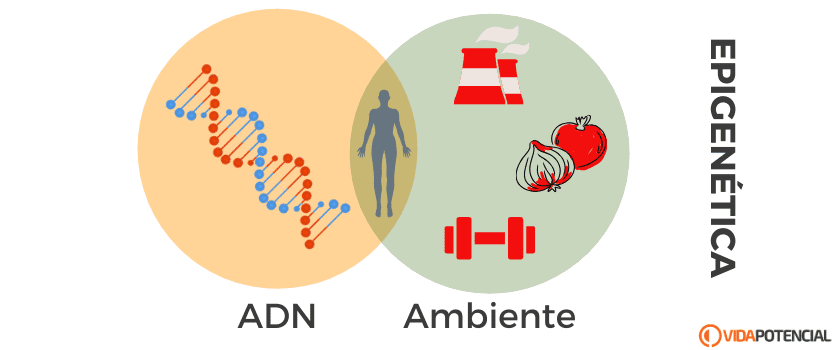 ADN
Ambiente
EPIGENÉTICA
VIDAPOTENCIAL